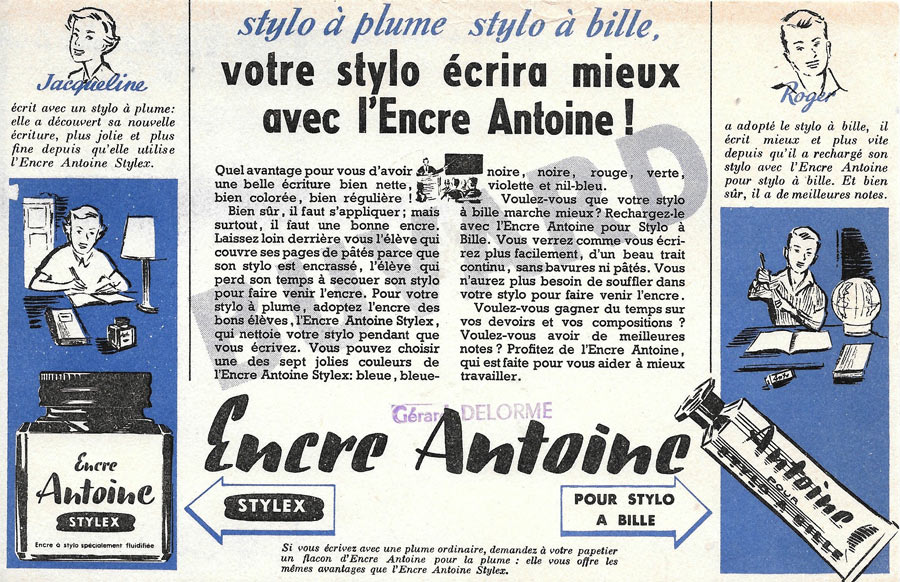 stylo à plume stylo à bille,
votre stylo écrira mieux
avec l'Encre Antoine !
Jacqueline
écrit avec un stylo à plume:
elle a découvert sa nouvelle
écriture, plus jolie et plus
fine depuis qu'elle utilise
l'Encre Antoine Stylex.
Quel avantage pour vous d'avoir
une belle écriture bien nette,
bien colorée, bien régulière !
Bien sûr, il faut s'appliquer; mais
surtout, il faut une bonne encre.
Laissez loin derrière vous l'élève qui
couvre ses pages de pâtés parce que
son stylo est encrassé, l'élève qui
perd son temps à secouer son stylo
pour faire venir l'encre. Pour votre
stylo à plume, adoptez l'encre des
bons élèves, l'Encre Antoine Stylex,
qui nettoie votre stylo pendant que
vous écrivez. Vous pouvez choisir
une des sept jolies couleurs de
l'Encre Antoine Stylex: bleue, bleue-
noire, noire, rouge, verte,
violette et nil-bleu.
Voulez-vous que votre stylo
à bille marche mieux ? Rechargez-le
avec l'Encre Antoine pour Stylo à
Bille. Vous verrez comme vous écri-
rez plus facilement, d'un beau trait
continu, sans bavures ni pâtés. Vous
n'aurez plus besoin de souffler dans
votre stylo pour faire venir l'encre.
Voulez-vous gagner du temps sur
vos devoirs et vos compositions ?
Voulez-vous avoir de meilleures
notes ? Profitez de l'Encre Antoine,
qui est faite pour vous aider à mieux
travailler.
Roger
a adopté le stylo à bille, il
écrit mieux et plus vite
depuis qu'il a rechargé son
stylo avec l'Encre Antoine
pour stylo à bille. Et bien
sûr, il a de meilleures notes.
BUVARD
Gérard DELORME
Encre Antoine
STYLEX
POUR STYLO
A BILLE
Encre
Antoine
STYLEX
Encre à stylo spécialement fluidifiée
Antoine
POUR
STYLO A BILLE
Si vous écrivez avec une plume ordinaire, demandez à votre papetier
un flacon d'Encre Antoine pour la plume : elle vous offre les
mêmes avantages que l'Encre Antoine Stylex.